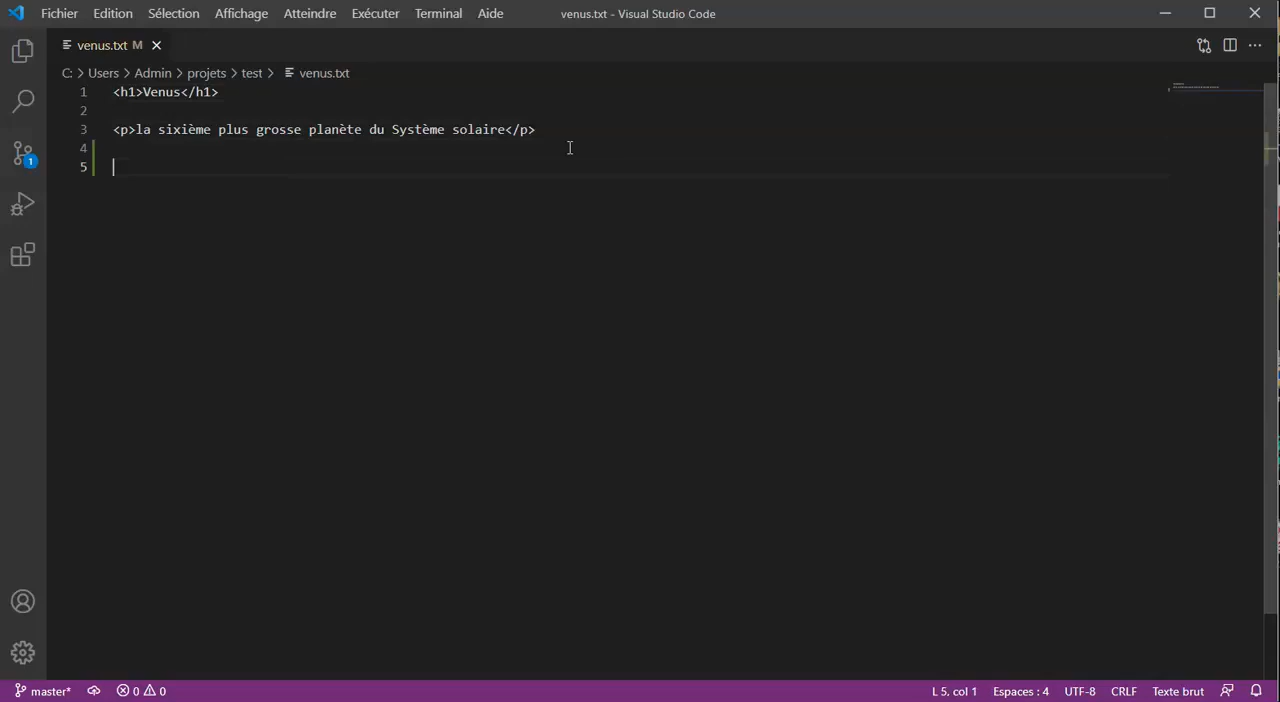 Fichier Edition Sélection Affichage Atteindre Exécuter Terminal Aide venus.txt - Visual Studio Code
venus.txt M
C: > Users > Admin > projets > test > venus.txt
1 <h1>Venus</h1>
2
3 <p>la sixième plus grosse planète du Système solaire</p>
4
1
5
master* 0 0 L 5, col 1 Espaces : 4 UTF-8 CRLF Texte brut